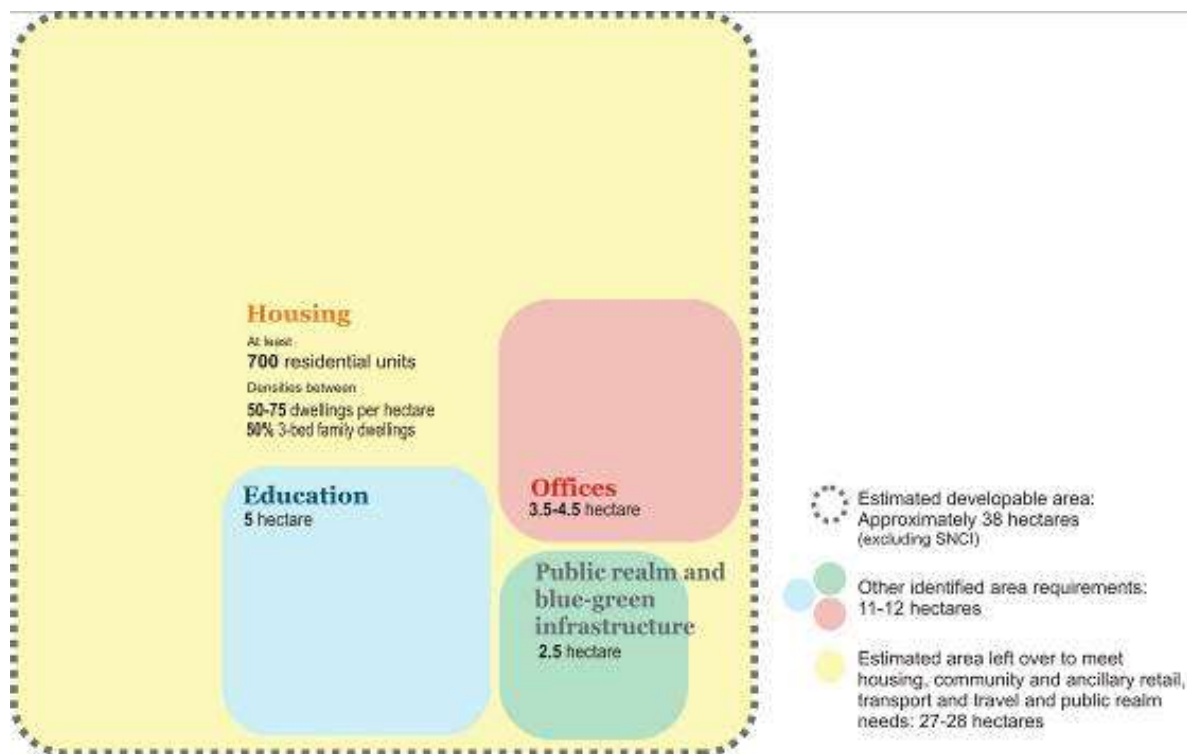 Housing
At least
700 residential units
Densities between
50-75 dwellings per hectare
50% 3-bed family dwellings
Education
5 hectare
Offices
3.5-4.5 hectare
Public realm and
blue-green
infrastructure
2.5 hectare
Estimated developable area:
Approximately 38 hectares
(excluding SNCI)
Other identified area requirements:
11-12 hectares
Estimated area left over to meet
housing, community and ancillary retail,
transport and travel and public realm
needs: 27-28 hectares